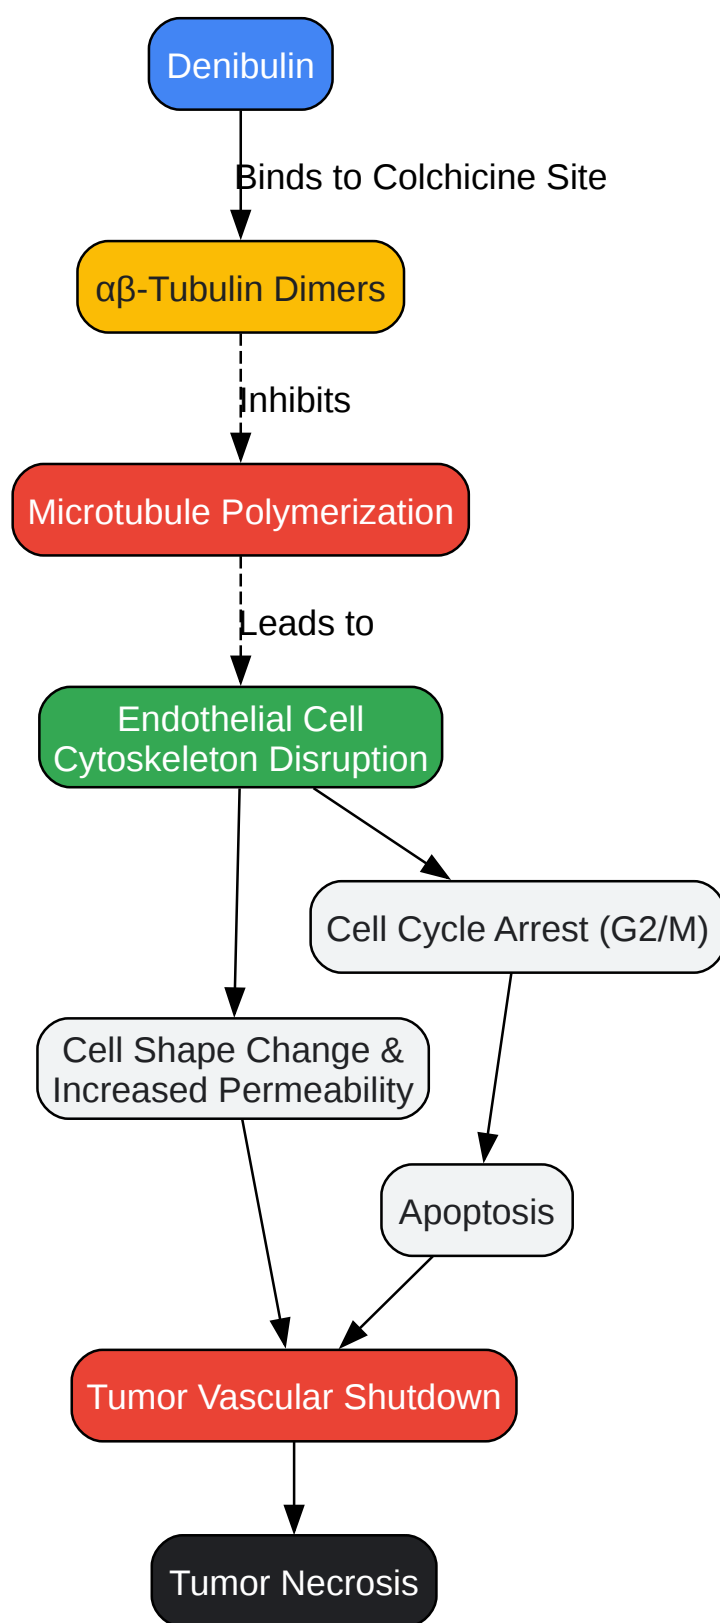 Denibulin
Binds to Colchicine Site
αβ-Tubulin Dimers
Inhibits
Microtubule Polymerization
Leads to
Endothelial Cell
Cytoskeleton Disruption
Cell Cycle Arrest (G2/M)
Cell Shape Change &
Increased Permeability
Apoptosis
Tumor Vascular Shutdown
Tumor Necrosis